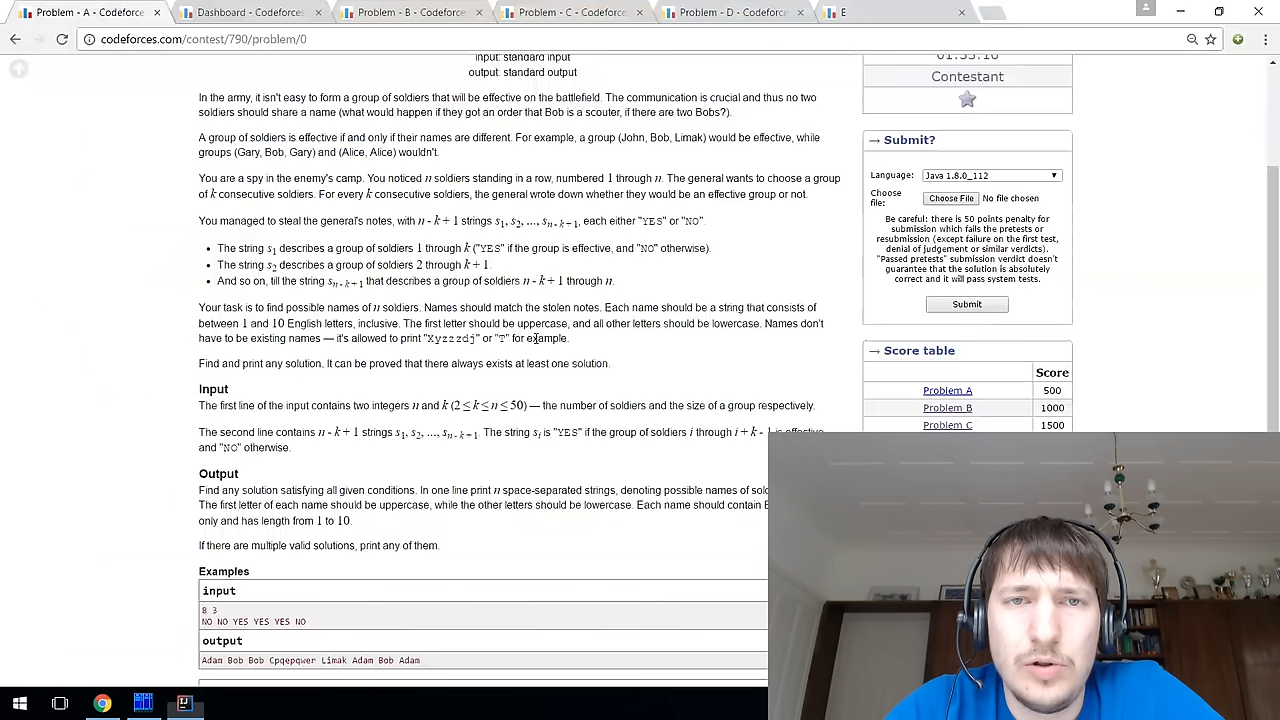 Problem - A - Codeforces
Dashboard - Codeforces
Problem - B - Codeforces
Problem - C - Codeforces
Problem - D - Codeforces
E
codeforces.com/contest/790/problem/0
input: standard input
output: standard output
In the army, it isn't easy to form a group of soldiers that will be effective on the battlefield. The communication is crucial and thus no two
soldiers should share a name (what would happen if they got an order that Bob is a scouter, if there are two Bobs?).
A group of soldiers is effective if and only if their names are different. For example, a group (John, Bob, Limak) would be effective, while
groups (Gary, Bob, Gary) and (Alice, Alice) wouldn't.
You are a spy in the enemy's camp. You noticed n soldiers standing in a row, numbered 1 through n. The general wants to choose a group
of k consecutive soldiers. For every k consecutive soldiers, the general wrote down whether they would be an effective group or not.
You managed to steal the general's notes, with n - k + 1 strings s1, s2, ..., sn - k + 1, each either "YES" or "NO".
• The string s1 describes a group of soldiers 1 through k ("YES" if the group is effective, and "NO" otherwise).
• The string s2 describes a group of soldiers 2 through k + 1.
• And so on, till the string sn - k + 1 that describes a group of soldiers n - k + 1 through n.
Your task is to find possible names of n soldiers. Names should match the stolen notes. Each name should be a string that consists of
between 1 and 10 English letters, inclusive. The first letter should be uppercase, and all other letters should be lowercase. Names don't
have to be existing names — it's allowed to print "Xyzzzdj" or "T" for example.
Find and print any solution. It can be proved that there always exists at least one solution.
Input
The first line of the input contains two integers n and k (2 ≤ k ≤ n ≤ 50) — the number of soldiers and the size of a group respectively.
The second line contains n - k + 1 strings s1, s2, ..., sn - k + 1. The string si is "YES" if the group of soldiers i through i + k - 1 is effective
and "NO" otherwise.
Output
Find any solution satisfying all given conditions. In one line print n space-separated strings, denoting possible names of
The first letter of each name should be uppercase, while the other letters should be lowercase. Each name should contain
only and has length from 1 to 10.
If there are multiple valid solutions, print any of them.
Examples
input
8 3
NO NO YES YES YES NO
output
Adam Bob Bob Cpqepqwer Limak Adam Bob Adam
Contestant
→ Submit?
Language: Java 1.8.0_112
Choose file: Choose File No file chosen
Be careful: there is 50 points penalty for
submission which fails the pretests or
resubmission (except failure on the first test,
denial of judgement or similar verdicts).
"Passed pretests" submission verdict doesn't
guarantee that the solution is absolutely
correct and it will pass system tests.
Submit
→ Score table
Score
Problem A 500
Problem B 1000
Problem C 1500